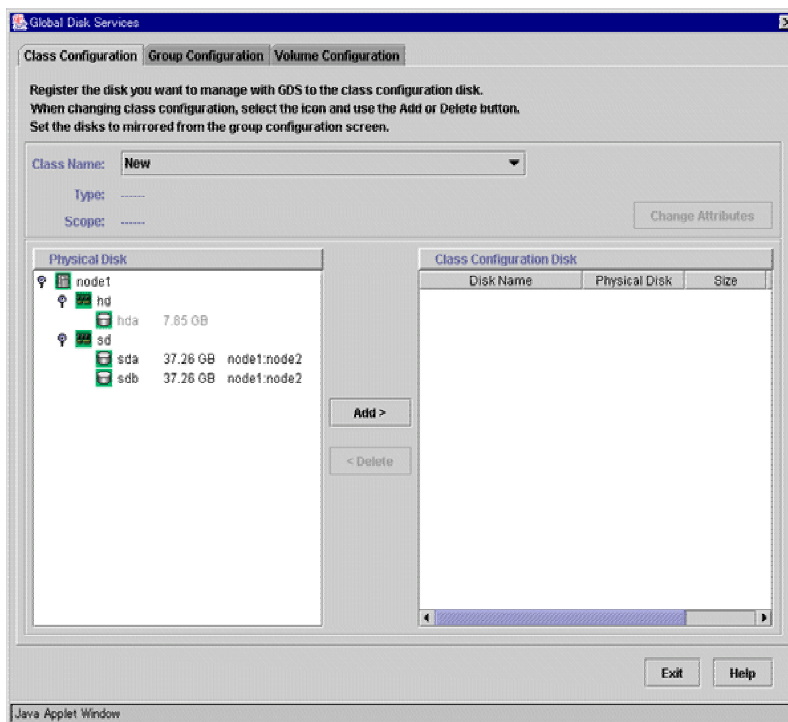 Global Disk Services
Class Configuration Group Configuration Volume Configuration
Register the disk you want to manage with GDS to the class configuration disk.
When changing class configuration, select the icon and use the Add or Delete button.
Set the disks to mirrored from the group configuration screen.
Class Name: New
Type: -----
Scope: -----
Change Attributes
Physical Disk
node1
hd
hda 7.85 GB
sd
sda 37.26 GB node1:node2
sdb 37.26 GB node1:node2
Add >
< Delete
Class Configuration Disk
Disk Name Physical Disk Size
Exit Help
Java Applet Window